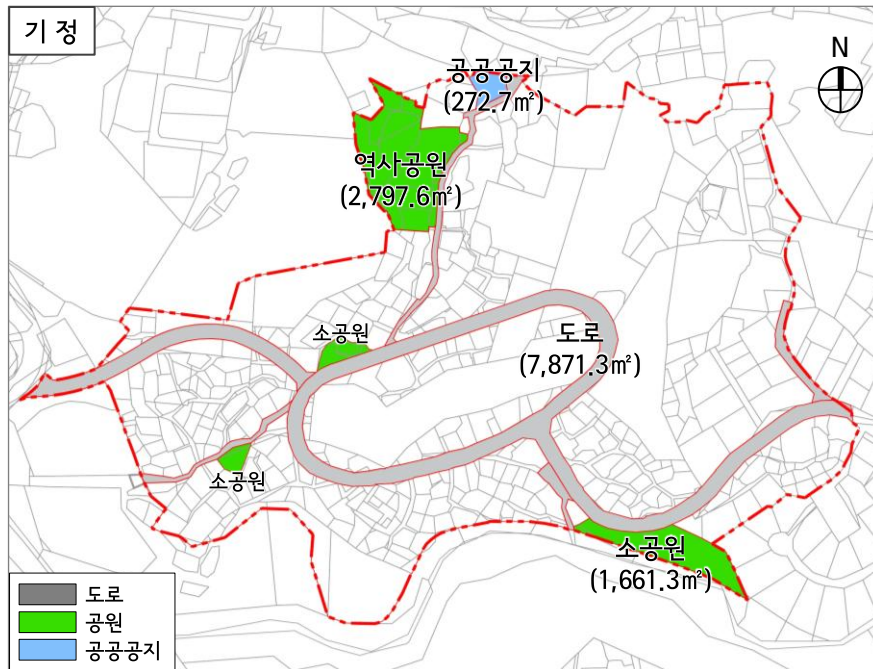 기 정
N
공공공지
(272.7㎡)
역사공원
(2,797.6㎡)
소공원
도로
(7,871.3㎡)
소공원
소공원
(1,661.3㎡)
도로
공원
공공공지